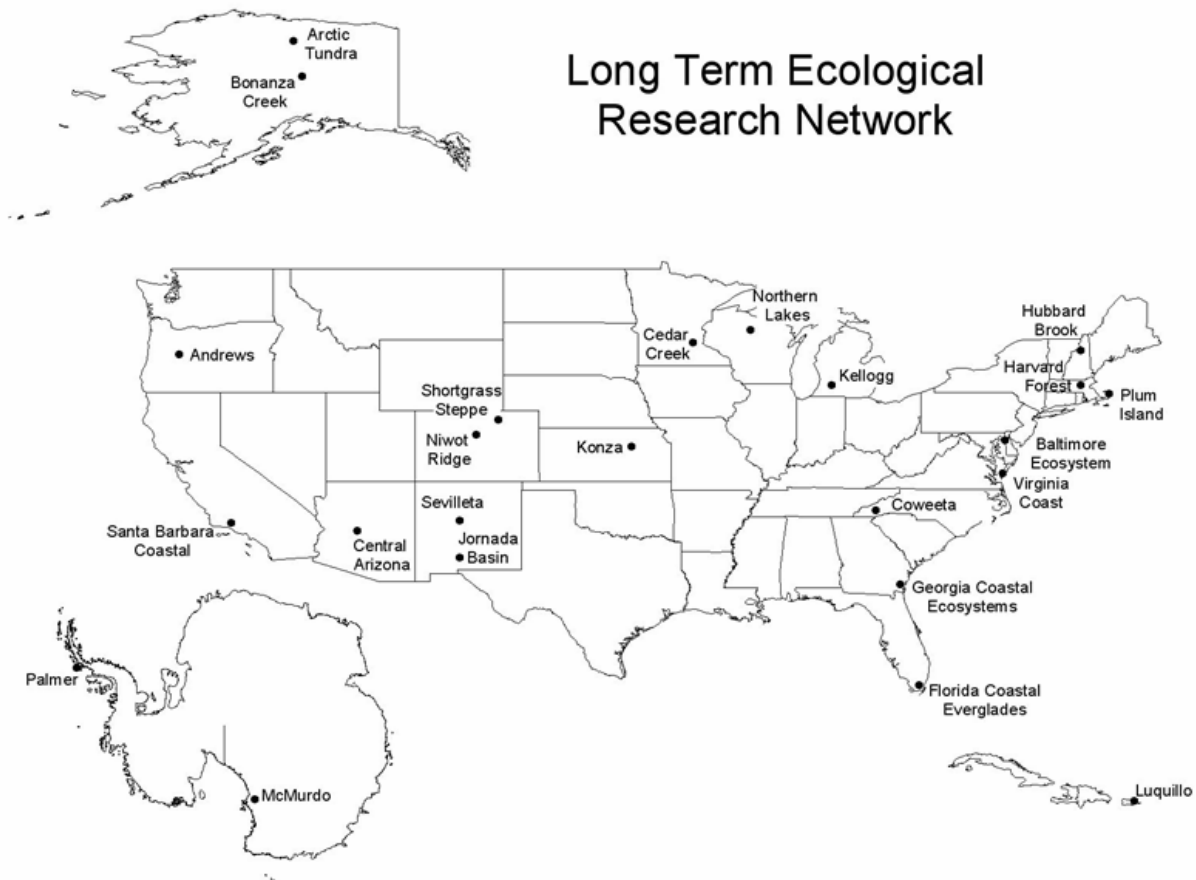 Arctic
Tundra
Bonanza
Creek
Long Term Ecological
Research Network
Northern
Lakes
Hubbard
Brook
Cedar
Creek
Andrews
Harvard
Forest
Kellogg
Plum
Island
Shortgrass
Steppe
Niwot
Ridge
Konza
Baltimore
Ecosystem
Virginia
Coast
Sevilleta
Coweeta
Santa Barbara
Coastal
Central
Arizona
Jornada
Basin
Georgia Coastal
Ecosystems
Palmer
Florida Coastal
Everglades
McMurdo
Luquillo